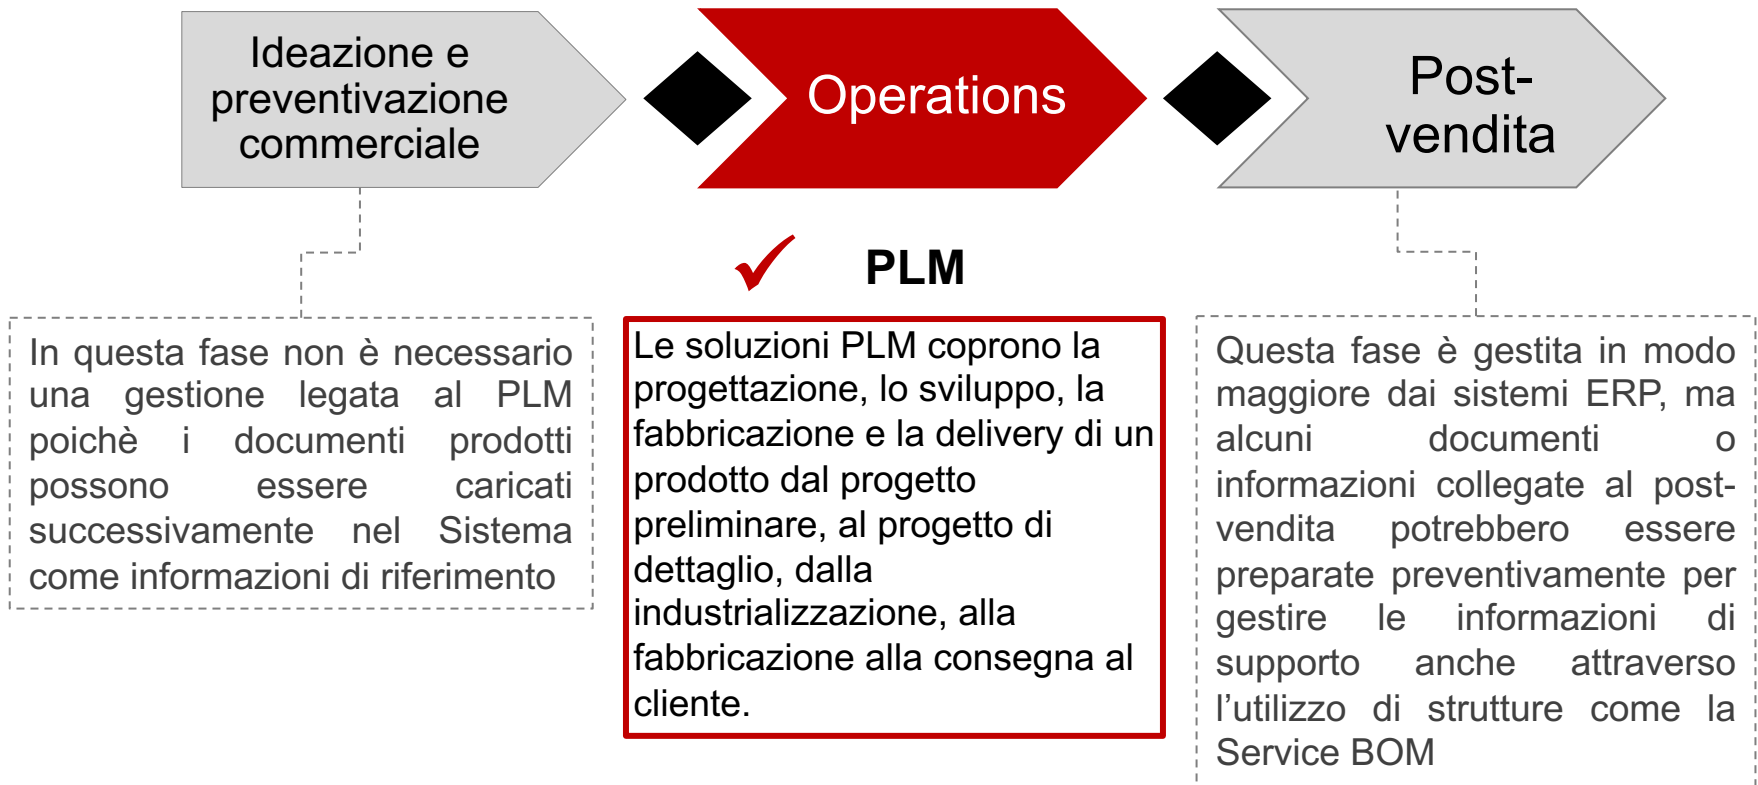 Ideazione e
preventivazione
commerciale
Operations
Post-
vendita
PLM
In questa fase non è necessario
una gestione legata al PLM
poichè i documenti prodotti
possono essere caricati
successivamente nel Sistema
come informazioni di riferimento
Le soluzioni PLM coprono la
progettazione, lo sviluppo, la
fabbricazione e la delivery di un
prodotto dal progetto
preliminare, al progetto di
dettaglio, dalla
industrializzazione, alla
fabbricazione alla consegna al
cliente.
Questa fase è gestita in modo
maggiore dai sistemi ERP, ma
alcuni documenti o
informazioni collegate al post-
vendita potrebbero essere
preparate preventivamente per
gestire le informazioni di
supporto anche attraverso
l’utilizzo di strutture come la
Service BOM